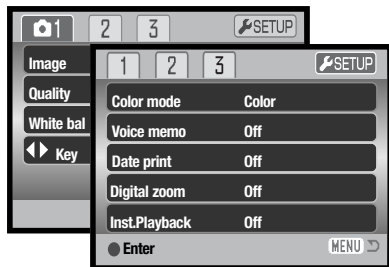 1 2 3 SETUP
Image
Quality
White bal
Key
1 2 3 SETUP
Color mode Color
Voice memo Off
Date print Off
Digital zoom Off
Inst.Playback Off
Enter MENU